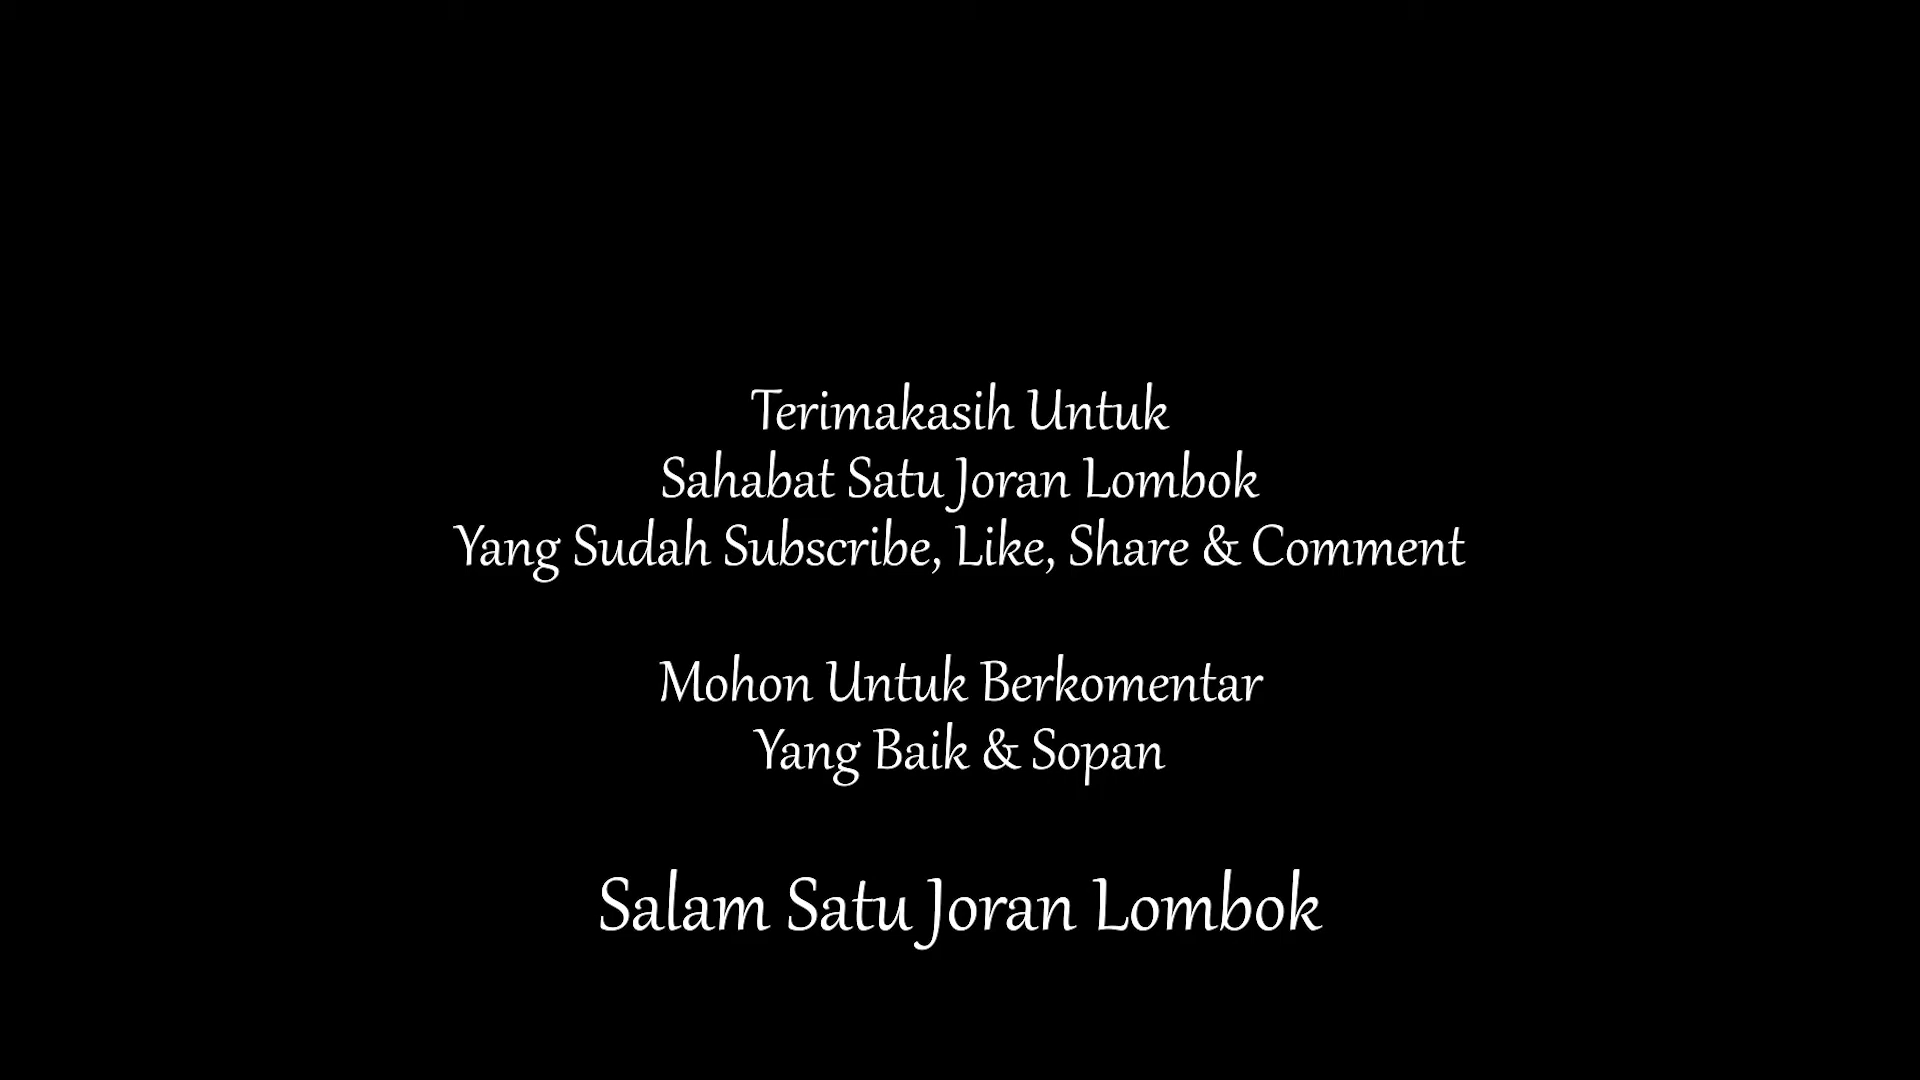 Terimakasih Untuk
Sahabat Satu Joran Lombok
Yang Sudah Subscribe, Like, Share & Comment
Mohon Untuk Berkomentar
Yang Baik & Sopan
Salam Satu Joran Lombok